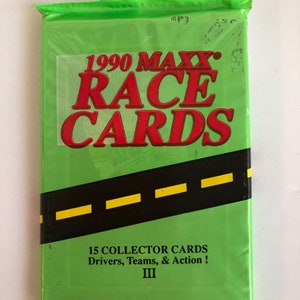 1990 MAXX®
RACE
CARDS
15 COLLECTOR CARDS
Drivers, Teams, & Action !
III